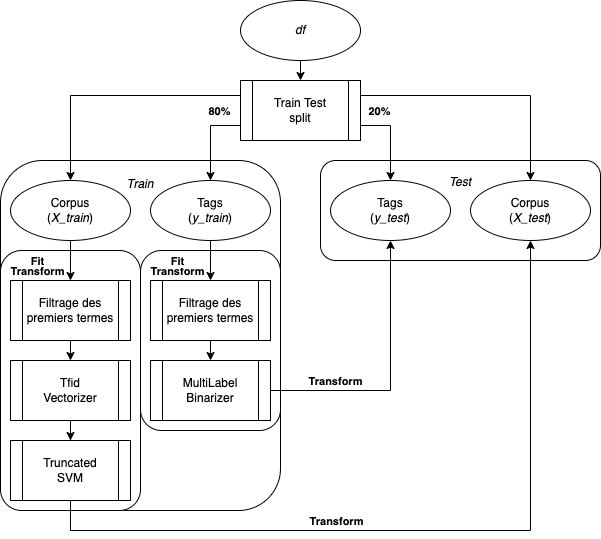 df
Train Test
split
80%
20%
Train
Test
Corpus
(X_train)
Tags
(y_train)
Tags
(y_test)
Corpus
(X_test)
Fit
Transform
Fit
Transform
Filtrage des
premiers termes
Filtrage des
premiers termes
Tfid
Vectorizer
MultiLabel
Binarizer
Transform
Truncated
SVM
Transform